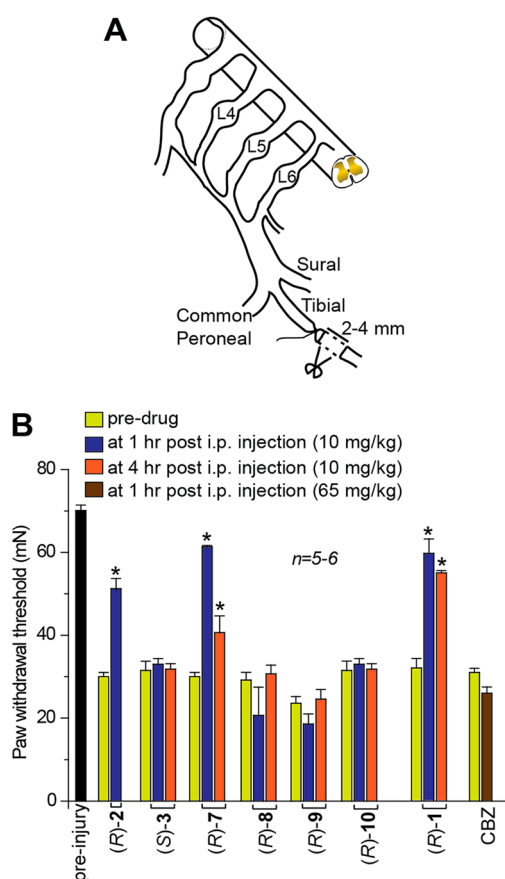 A
L4
L5
L6
Sural
Tibial
Common
Peroneal
2-4 mm
B
pre-drug
at 1 hr post i.p. injection (10 mg/kg)
at 4 hr post i.p. injection (10 mg/kg)
at 1 hr post i.p. injection (65 mg/kg)
Paw withdrawal threshold (mN)
80
60
40
20
0
n=5-6
*
*
*
*
*
pre-injury
(R)-2
(S)-3
(R)-7
(R)-8
(R)-9
(R)-10
(R)-1
CBZ